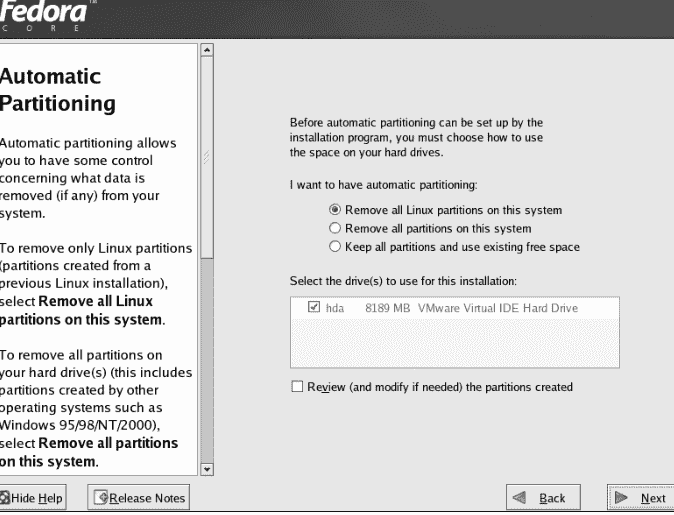 Fedora™
CORE
Automatic
Partitioning
Automatic partitioning allows
you to have some control
concerning what data is
removed (if any) from your
system.
To remove only Linux partitions
(partitions created from a
previous Linux installation),
select Remove all Linux
partitions on this system.
To remove all partitions on
your hard drive(s) (this includes
partitions created by other
operating systems such as
Windows 95/98/NT/2000),
select Remove all partitions
on this system.
Before automatic partitioning can be set up by the
installation program, you must choose how to use
the space on your hard drives.
I want to have automatic partitioning:
Remove all Linux partitions on this system
Remove all partitions on this system
Keep all partitions and use existing free space
Select the drive(s) to use for this installation:
hda 8189 MB VMware Virtual IDE Hard Drive
Review (and modify if needed) the partitions created
Hide Help Release Notes Back Next